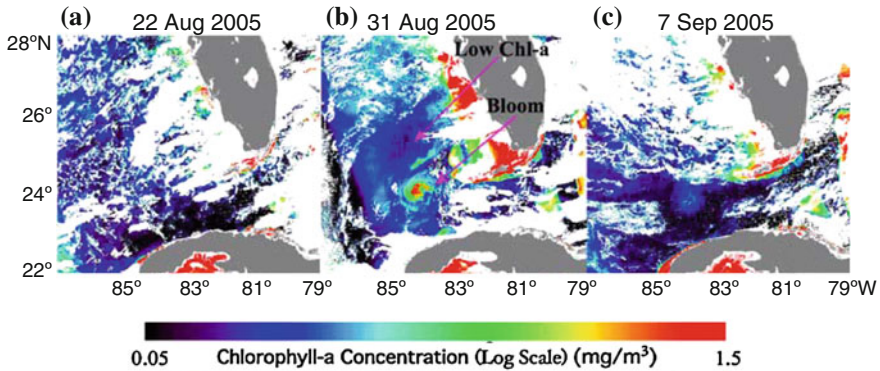 (a) 22 Aug 2005
(b) 31 Aug 2005
(c) 7 Sep 2005
28°N
26°
24°
22°
Low Chl-a
Bloom
85° 83° 81° 79°
85° 83° 81° 79°
85° 83° 81° 79°W
0.05 Chlorophyll-a Concentration (Log Scale) (mg/m³) 1.5